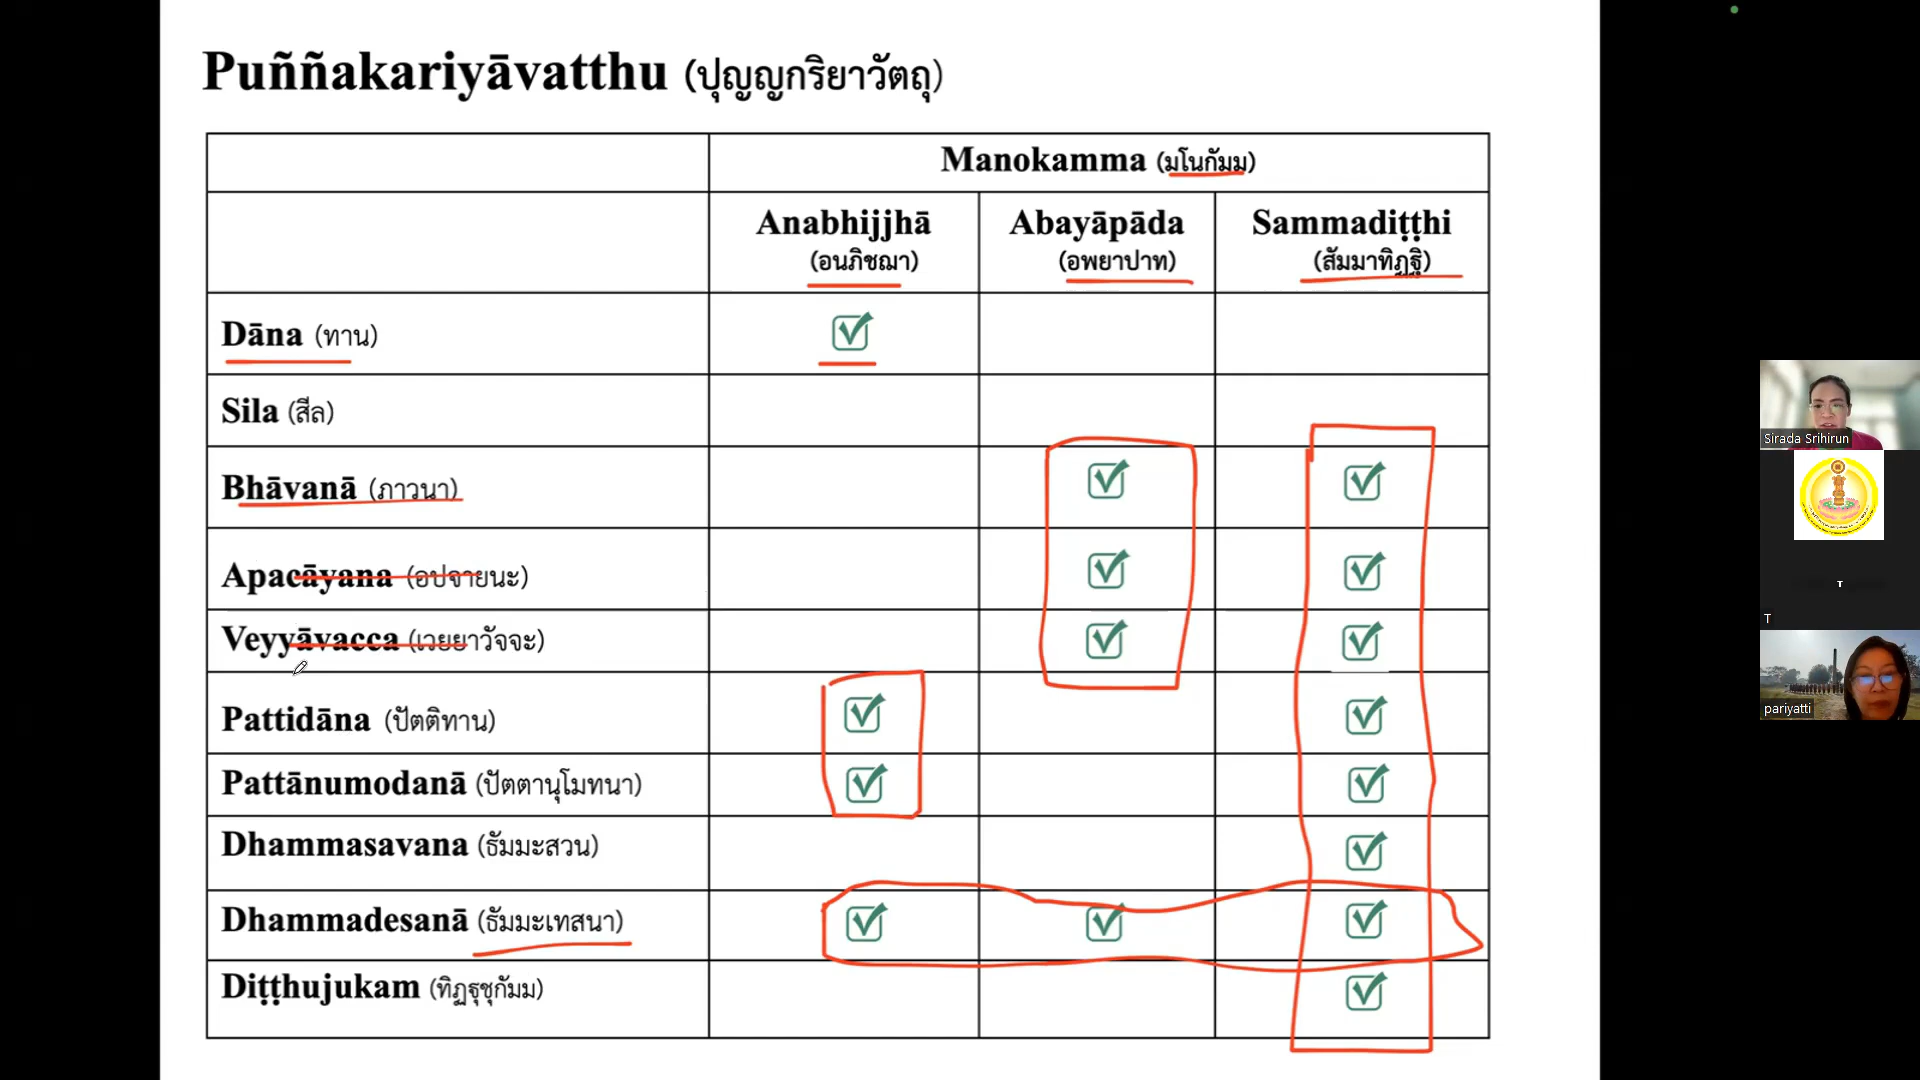 Puññakariyāvatthu (ปุญญกริยาวัตถุ)
Manokamma (มโนกัมม)
Anabhijjhā Abayāpāda Sammadiṭṭhi
(อนภิชฌา) (อพยาปาท) (สัมมาทิฏฐิ)
Dāna (ทาน)
Sila (สีล)
Bhāvanā (ภาวนา)
Apacāyana (อปจายนะ)
Veyyāvacca (เวยยาวัจจะ)
Pattidāna (ปัตติทาน)
Pattānumodanā (ปัตตานุโมทนา)
Dhammasavana (ธัมมะสวน)
Dhammadesanā (ธัมมะเทสนา)
Diṭṭhujukam (ทิฏฐุชุกัมม)
Sirada Srihirun
T
T
pariyatti